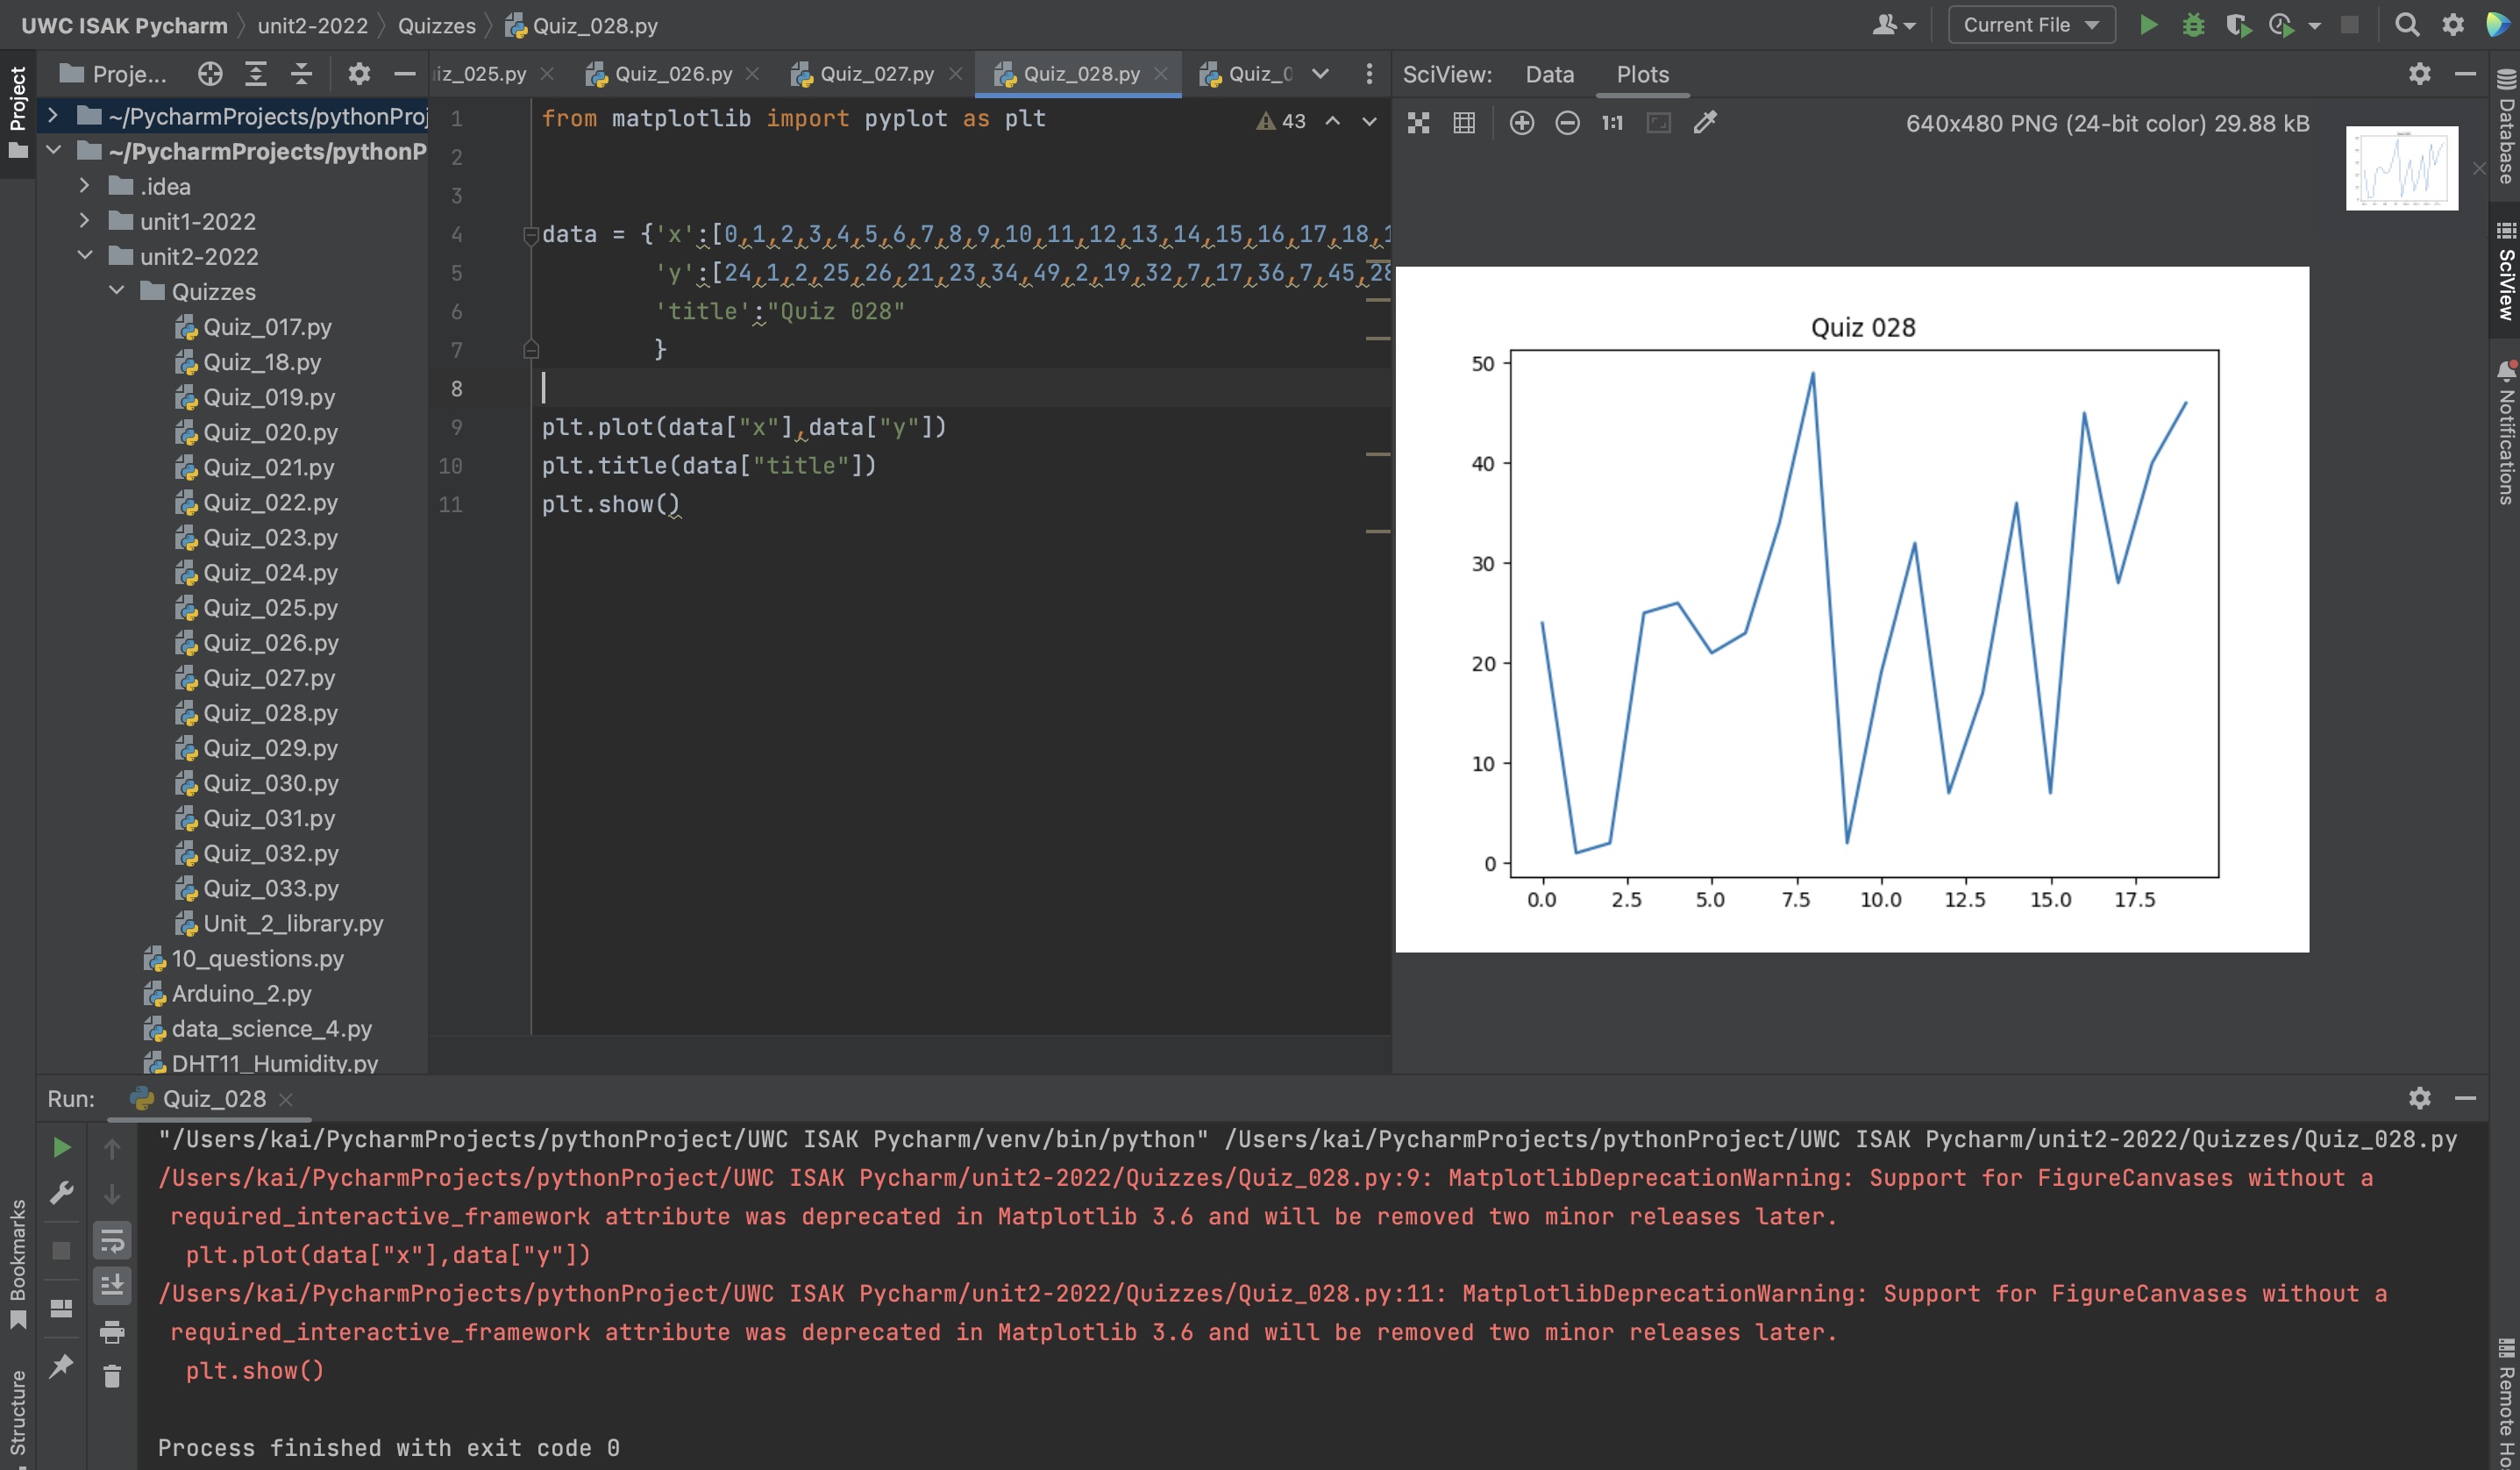 UWC ISAK Pycharm unit2-2022 Quizzes Quiz_028.py
Current File
Project
Proje...
iz_025.py Quiz_026.py Quiz_027.py Quiz_028.py Quiz_0
SciView: Data Plots
~/PycharmProjects/pythonProj
~/PycharmProjects/pythonP
.idea
unit1-2022
unit2-2022
Quizzes
Quiz_017.py
Quiz_18.py
Quiz_019.py
Quiz_020.py
Quiz_021.py
Quiz_022.py
Quiz_023.py
Quiz_024.py
Quiz_025.py
Quiz_026.py
Quiz_027.py
Quiz_028.py
Quiz_029.py
Quiz_030.py
Quiz_031.py
Quiz_032.py
Quiz_033.py
Unit_2_library.py
10_questions.py
Arduino_2.py
data_science_4.py
DHT11_Humidity.py
1 from matplotlib import pyplot as plt
43
2
3
4 data = {'x':[0,1,2,3,4,5,6,7,8,9,10,11,12,13,14,15,16,17,18,1
5 'y':[24,1,2,25,26,21,23,34,49,2,19,32,7,17,36,7,45,28
6 'title':"Quiz 028"
7 }
8
9 plt.plot(data["x"],data["y"])
10 plt.title(data["title"])
11 plt.show()
1:1
640x480 PNG (24-bit color) 29.88 kB
Quiz 028
50
40
30
20
10
0
0.0 2.5 5.0 7.5 10.0 12.5 15.0 17.5
Database
SciView
Notifications
Remote Ho
Run: Quiz_028
"/Users/kai/PycharmProjects/pythonProject/UWC ISAK Pycharm/venv/bin/python" /Users/kai/PycharmProjects/pythonProject/UWC ISAK Pycharm/unit2-2022/Quizzes/Quiz_028.py
/Users/kai/PycharmProjects/pythonProject/UWC ISAK Pycharm/unit2-2022/Quizzes/Quiz_028.py:9: MatplotlibDeprecationWarning: Support for FigureCanvases without a
required_interactive_framework attribute was deprecated in Matplotlib 3.6 and will be removed two minor releases later.
plt.plot(data["x"],data["y"])
/Users/kai/PycharmProjects/pythonProject/UWC ISAK Pycharm/unit2-2022/Quizzes/Quiz_028.py:11: MatplotlibDeprecationWarning: Support for FigureCanvases without a
required_interactive_framework attribute was deprecated in Matplotlib 3.6 and will be removed two minor releases later.
plt.show()
Process finished with exit code 0
Bookmarks
Structure